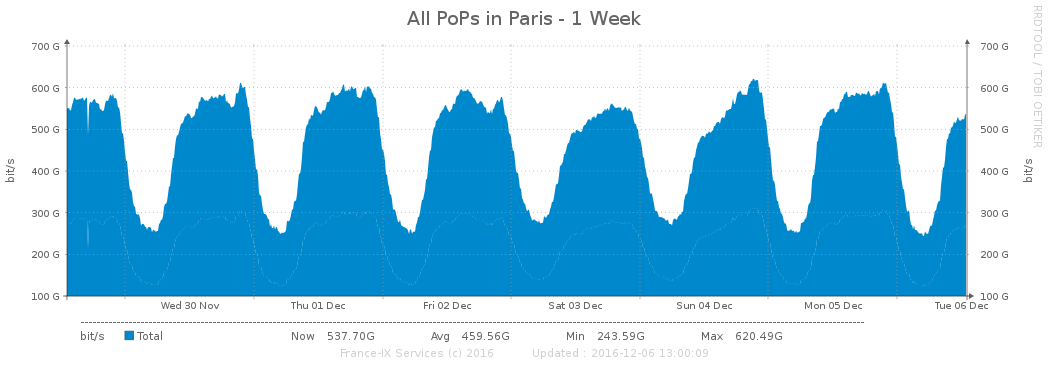 All PoPs in Paris - 1 Week
RRDTOOL / TOBI OETIKER
700 G 700 G
600 G 600 G
500 G 500 G
400 G 400 G
300 G 300 G
200 G 200 G
100 G 100 G
bit/s
bit/s
Wed 30 Nov Thu 01 Dec Fri 02 Dec Sat 03 Dec Sun 04 Dec Mon 05 Dec Tue 06 Dec
bit/s Total Now 537.70G Avg 459.56G Min 243.59G Max 620.49G
France-IX Services (c) 2016 Updated : 2016-12-06 13:00:09